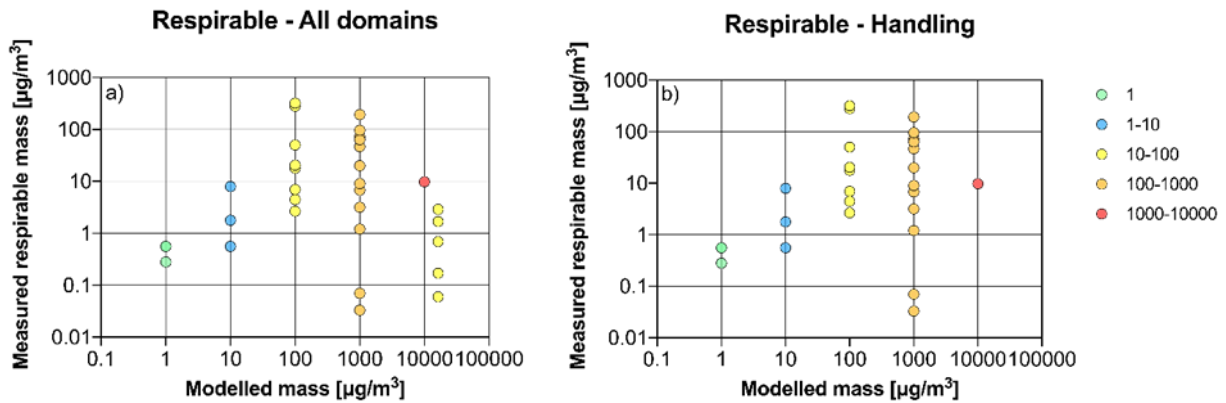 Respirable - All domains
Measured respirable mass [µg/m³]
1000
100
10
1
0.1
0.01
a)
0.1 1 10 100 1000 10000 100000
Modelled mass [µg/m³]
Respirable - Handling
Measured respirable mass [µg/m³]
1000
100
10
1
0.1
0.01
b)
0.1 1 10 100 1000 10000 100000
Modelled mass [µg/m³]
1
1-10
10-100
100-1000
1000-10000